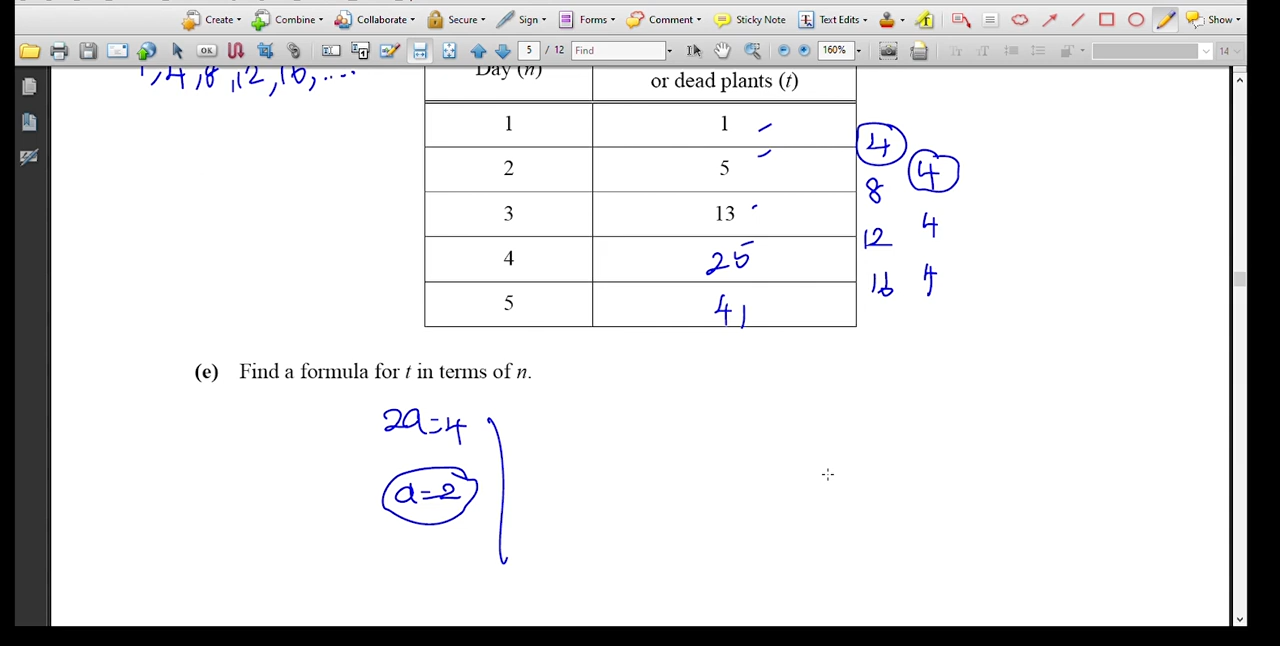 Create Combine Collaborate Secure Sign Forms Comment Sticky Note Text Edits Show
OK 5 / 12 Find 160% 14
1, 4, 8, 12, 16, ....
Day (n)
or dead plants (t)
1 1
4
2 5
4
8
3 13
4
12
4 25
16 4
5 41
(e) Find a formula for t in terms of n.
2a=4
a=2